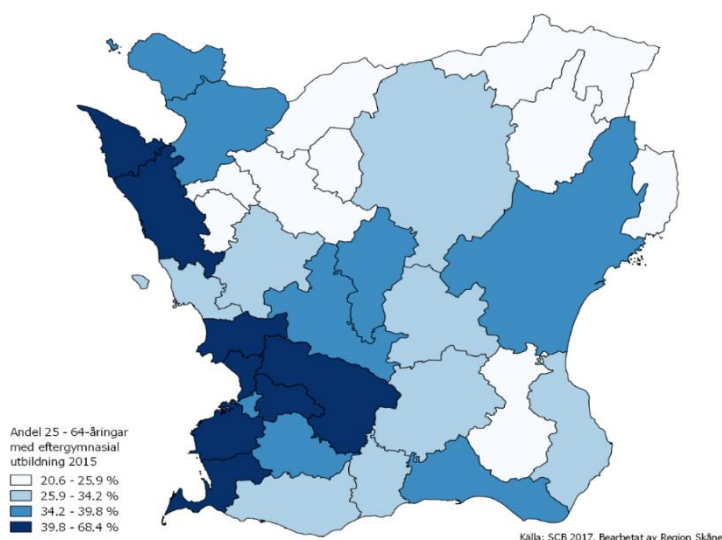 Andel 25 - 64-åringar
med eftergymnasial
utbildning 2015
20.6 - 25.9 %
25.9 - 34.2 %
34.2 - 39.8 %
39.8 - 68.4 %
Källa: SCB 2017. Bearbetat av Region Skåne